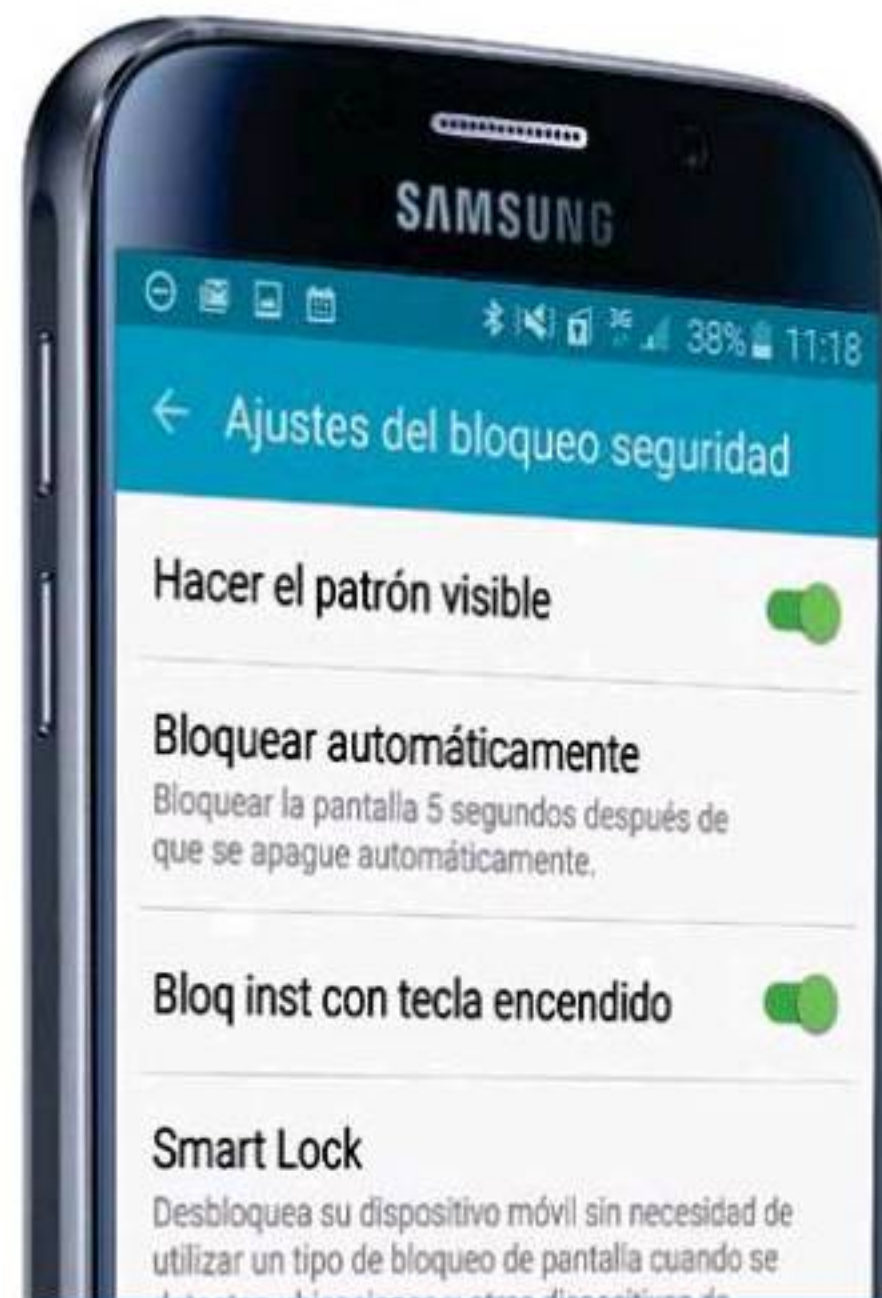 SAMSUNG
3G 38% 11:18
Ajustes del bloqueo seguridad
Hacer el patrón visible
Bloquear automáticamente
Bloquear la pantalla 5 segundos después de
que se apague automáticamente.
Bloq inst con tecla encendido
Smart Lock
Desbloquea su dispositivo móvil sin necesidad de
utilizar un tipo de bloqueo de pantalla cuando se